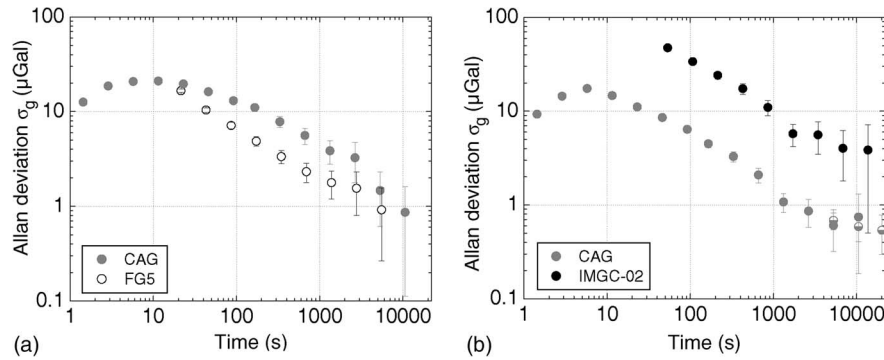 Allan deviation σg (μGal)
100
10
1
0.1
CAG
FG5
1 10 100 1000 10000
(a) Time (s)
Allan deviation σg (μGal)
100
10
1
0.1
CAG
IMGC-02
1 10 100 1000 10000
(b) Time (s)